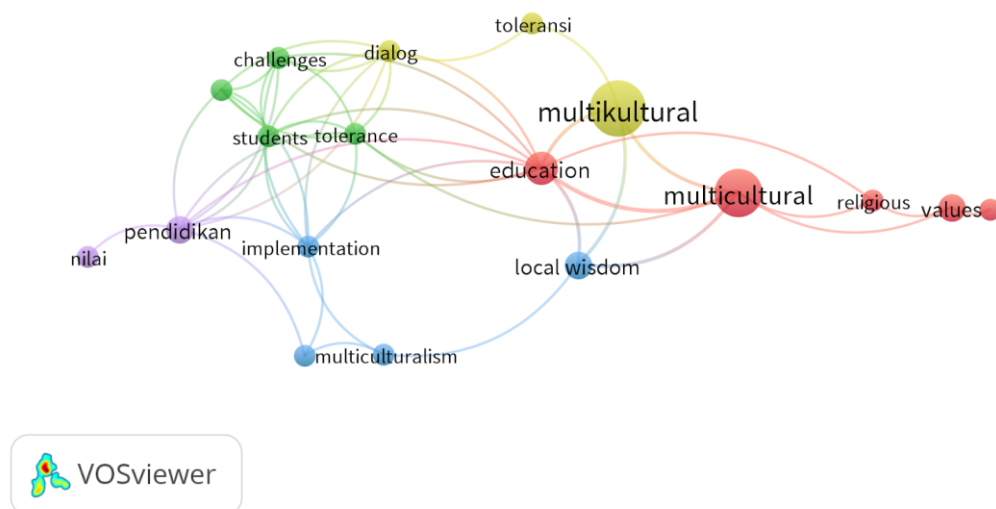 toleransi
challenges
dialog
multikultural
students
tolerance
education
multicultural
religious
values
pendidikan
nilai
implementation
local wisdom
multiculturalism
VOSviewer